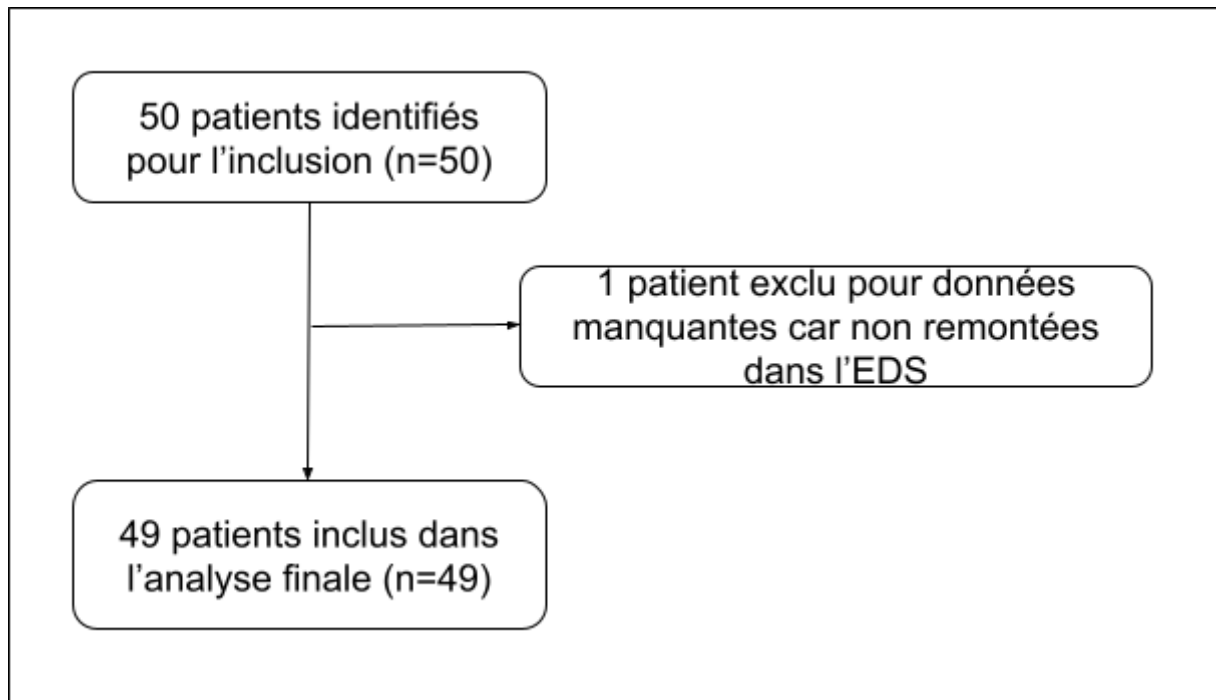 50 patients identifiés
pour l’inclusion (n=50)
1 patient exclu pour données
manquantes car non remontées
dans l’EDS
49 patients inclus dans
l’analyse finale (n=49)